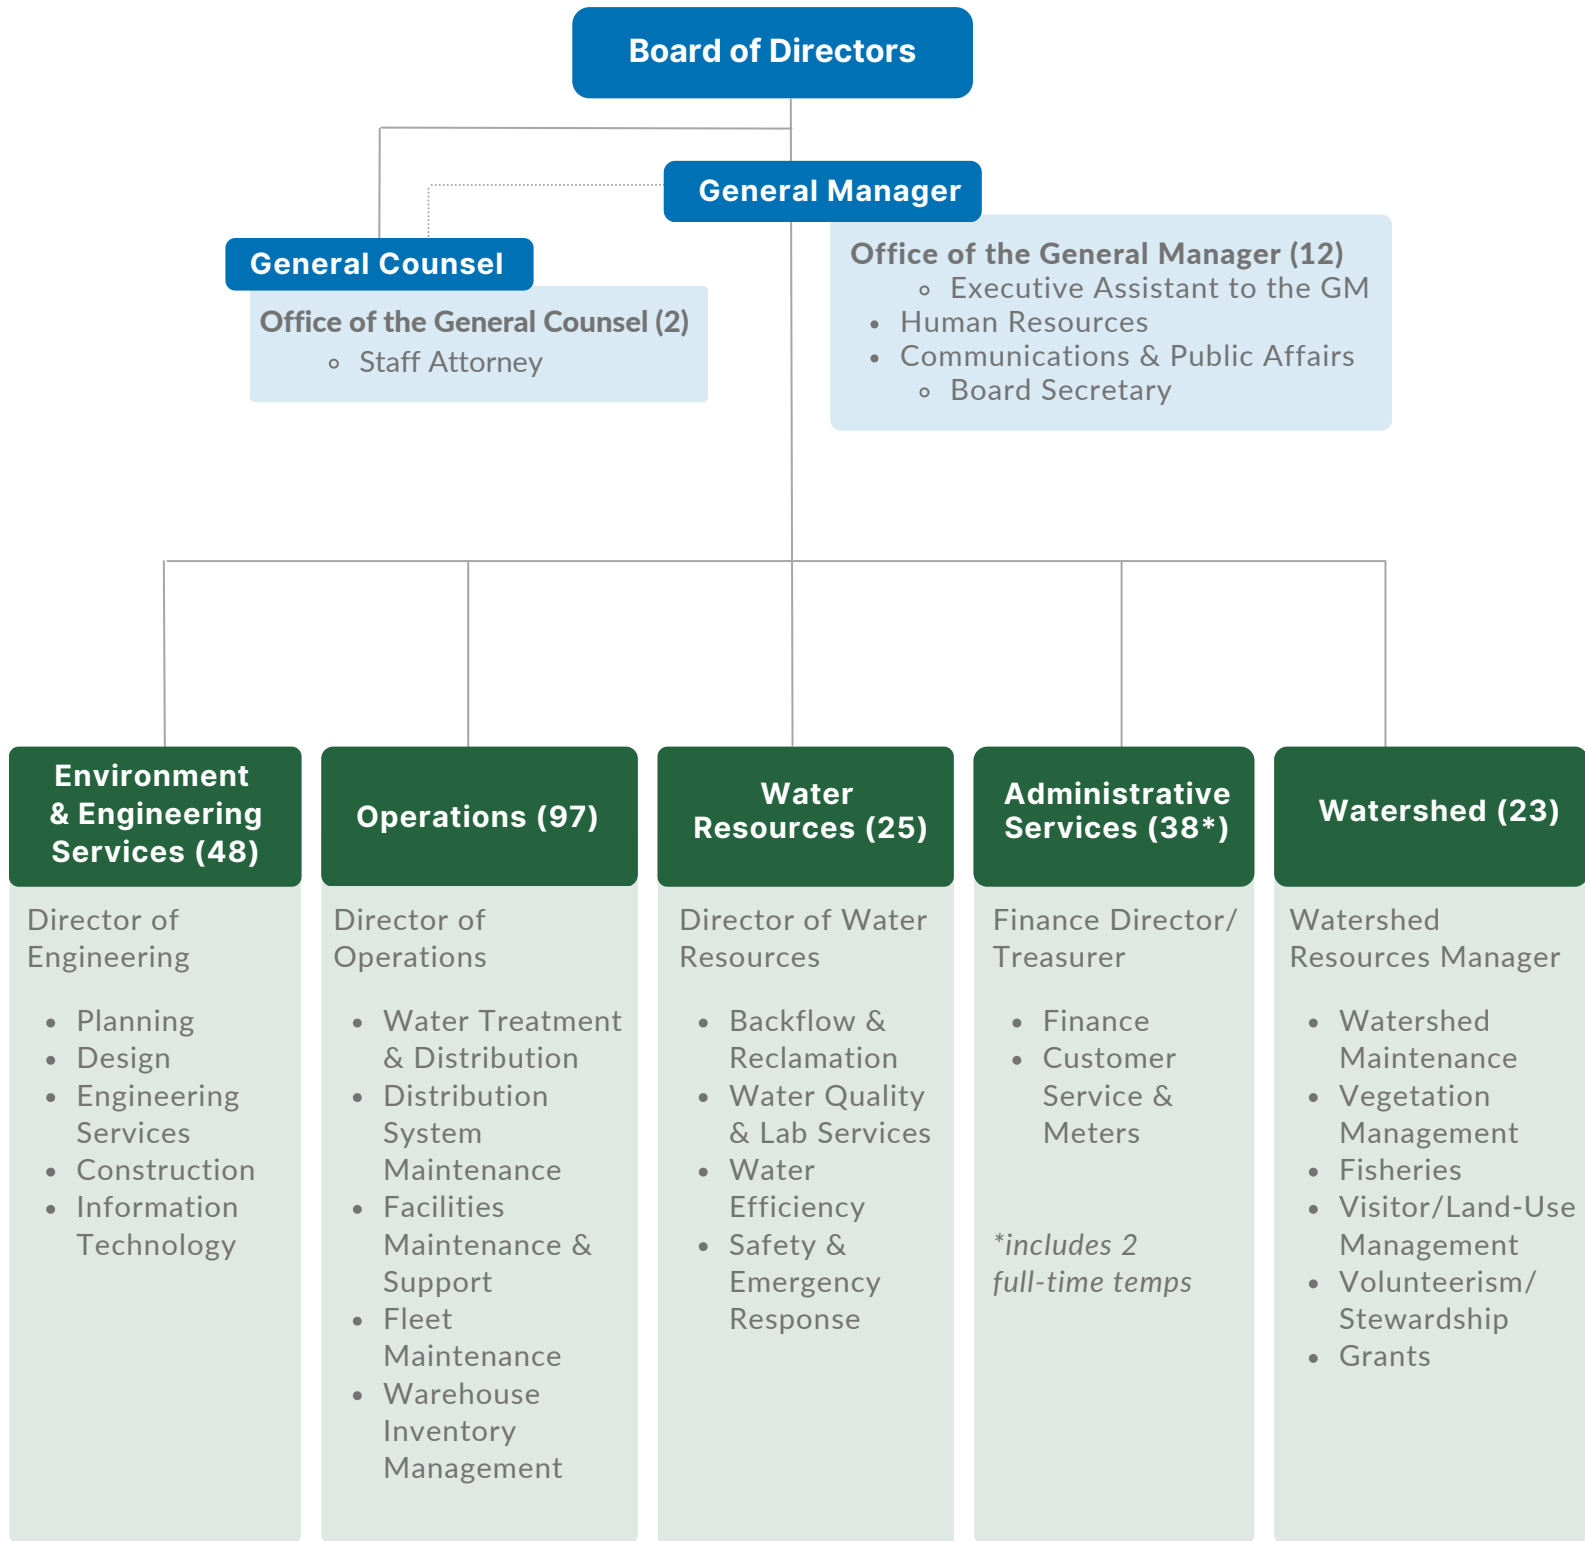 Board of Directors
General Manager
General Counsel
Office of the General Counsel (2)
Staff Attorney
Office of the General Manager (12)
Executive Assistant to the GM
Human Resources
Communications & Public Affairs
Board Secretary
Environment
& Engineering
Services (48)
Director of
Engineering
Planning
Design
Engineering
Services
Construction
Information
Technology
Operations (97)
Director of
Operations
Water Treatment
& Distribution
Distribution
System
Maintenance
Facilities
Maintenance &
Support
Fleet
Maintenance
Warehouse
Inventory
Management
Water
Resources (25)
Director of Water
Resources
Backflow &
Reclamation
Water Quality
& Lab Services
Water
Efficiency
Safety &
Emergency
Response
Administrative
Services (38*)
Finance Director/
Treasurer
Finance
Customer
Service &
Meters
*includes 2
full-time temps
Watershed (23)
Watershed
Resources Manager
Watershed
Maintenance
Vegetation
Management
Fisheries
Visitor/Land-Use
Management
Volunteerism/
Stewardship
Grants